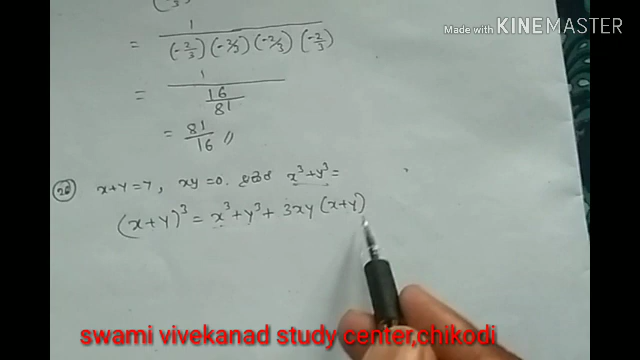 Made with KINEMASTER
= 1 / (-2/3) (-2/3) (-2/3) (-2/3)
= 1 / 16/81
= 81/16 //
26 x+y=7, xy=0. ಆದರೆ x³+y³=
(x+y)³ = x³+y³+ 3xy (x+y)
swami vivekanad study center,chikodi